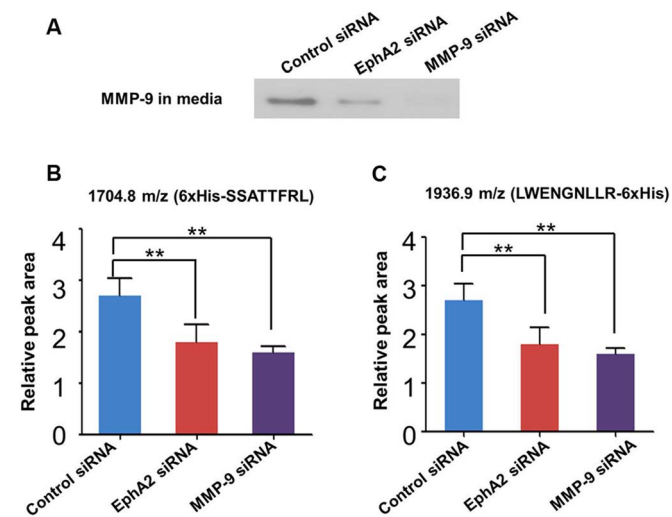 A
Control siRNA
EphA2 siRNA
MMP-9 siRNA
MMP-9 in media
B
1704.8 m/z (6xHis-SSATTFRL)
Relative peak area
4
3
2
1
0
**
**
Control siRNA
EphA2 siRNA
MMP-9 siRNA
C
1936.9 m/z (LWENGNLLR-6xHis)
Relative peak area
4
3
2
1
0
**
**
Control siRNA
EphA2 siRNA
MMP-9 siRNA